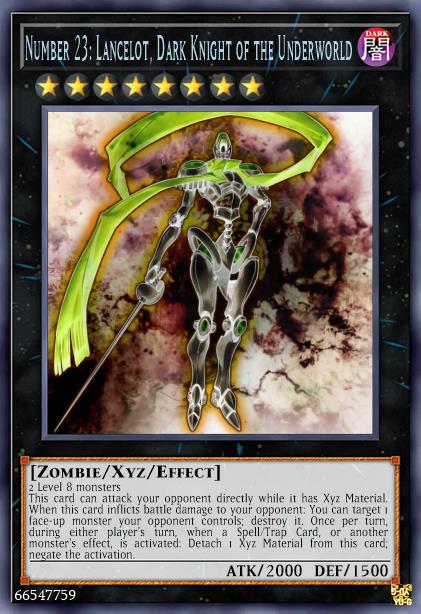 Number 23: Lancelot, Dark Knight of the Underworld
DARK
闇
[Zombie/Xyz/Effect]
2 Level 8 monsters
This card can attack your opponent directly while it has Xyz Material.
When this card inflicts battle damage to your opponent: You can target 1
face-up monster your opponent controls; destroy it. Once per turn,
during either player's turn, when a Spell/Trap Card, or another
monster's effect, is activated: Detach 1 Xyz Material from this card;
negate the activation.
ATK/2000 DEF/1500
66547759